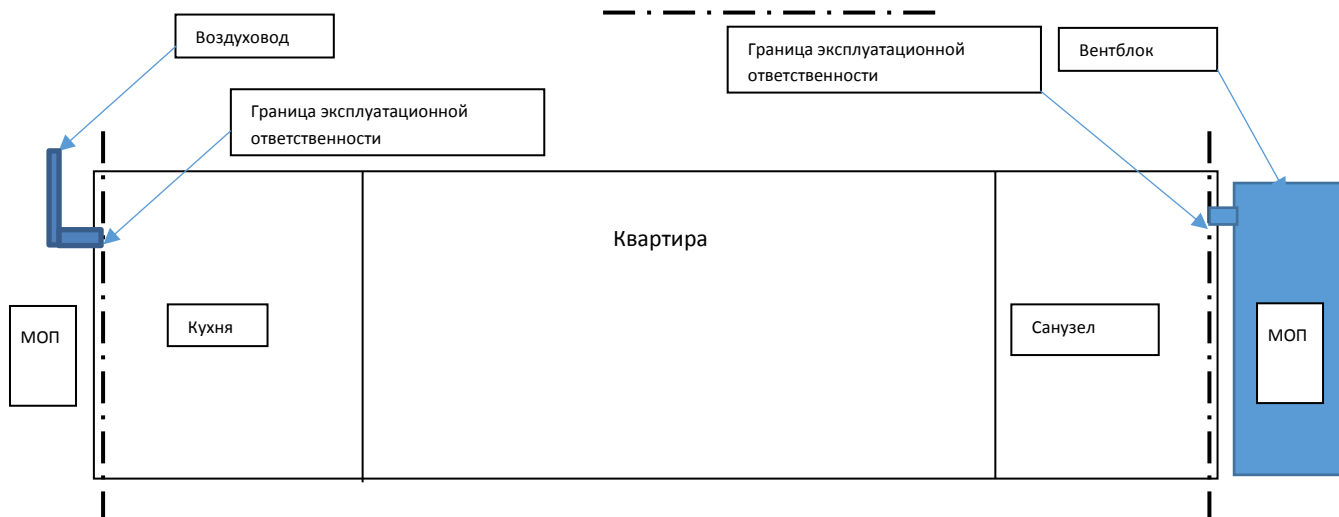 Воздуховод
Граница эксплуатационной
ответственности
Вентблок
Граница эксплуатационной
ответственности
Квартира
МОП
Кухня
Санузел
МОП